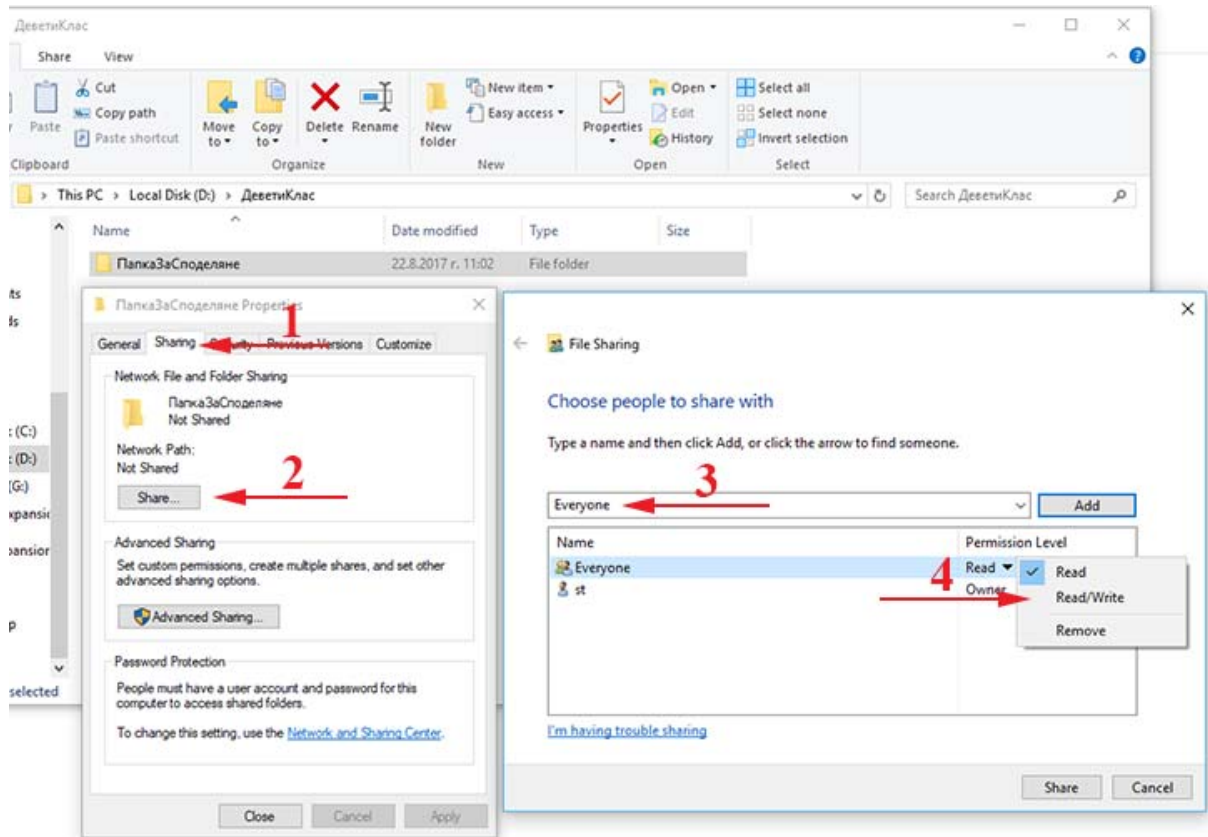 ДеветиКлас
Share View
Paste
Cut
Copy path
Paste shortcut
Clipboard
Move to
Copy to
Delete
Rename
Organize
New folder
New item
Easy access
New
Properties
Open
Edit
History
Open
Select all
Select none
Invert selection
Select
This PC > Local Disk (D:) > ДеветиКлас
Search ДеветиКлас
Name Date modified Type Size
ПапкаЗаСподеляне 22.8.2017 г. 11:02 File folder
(C:)
(D:)
(G:)
selected
ПапкаЗаСподеляне Properties
1
General Sharing Security Previous Versions Customize
Network File and Folder Sharing
ПапкаЗаСподеляне
Not Shared
Network Path:
Not Shared
Share...
2
Advanced Sharing
Set custom permissions, create multiple shares, and set other
advanced sharing options.
Advanced Sharing...
Password Protection
People must have a user account and password for this
computer to access shared folders.
To change this setting, use the Network and Sharing Center.
Close Cancel Apply
File Sharing
Choose people to share with
Type a name and then click Add, or click the arrow to find someone.
3
Everyone Add
Name Permission Level
Everyone Read
st Owner
4
Read
Read/Write
Remove
I'm having trouble sharing
Share Cancel